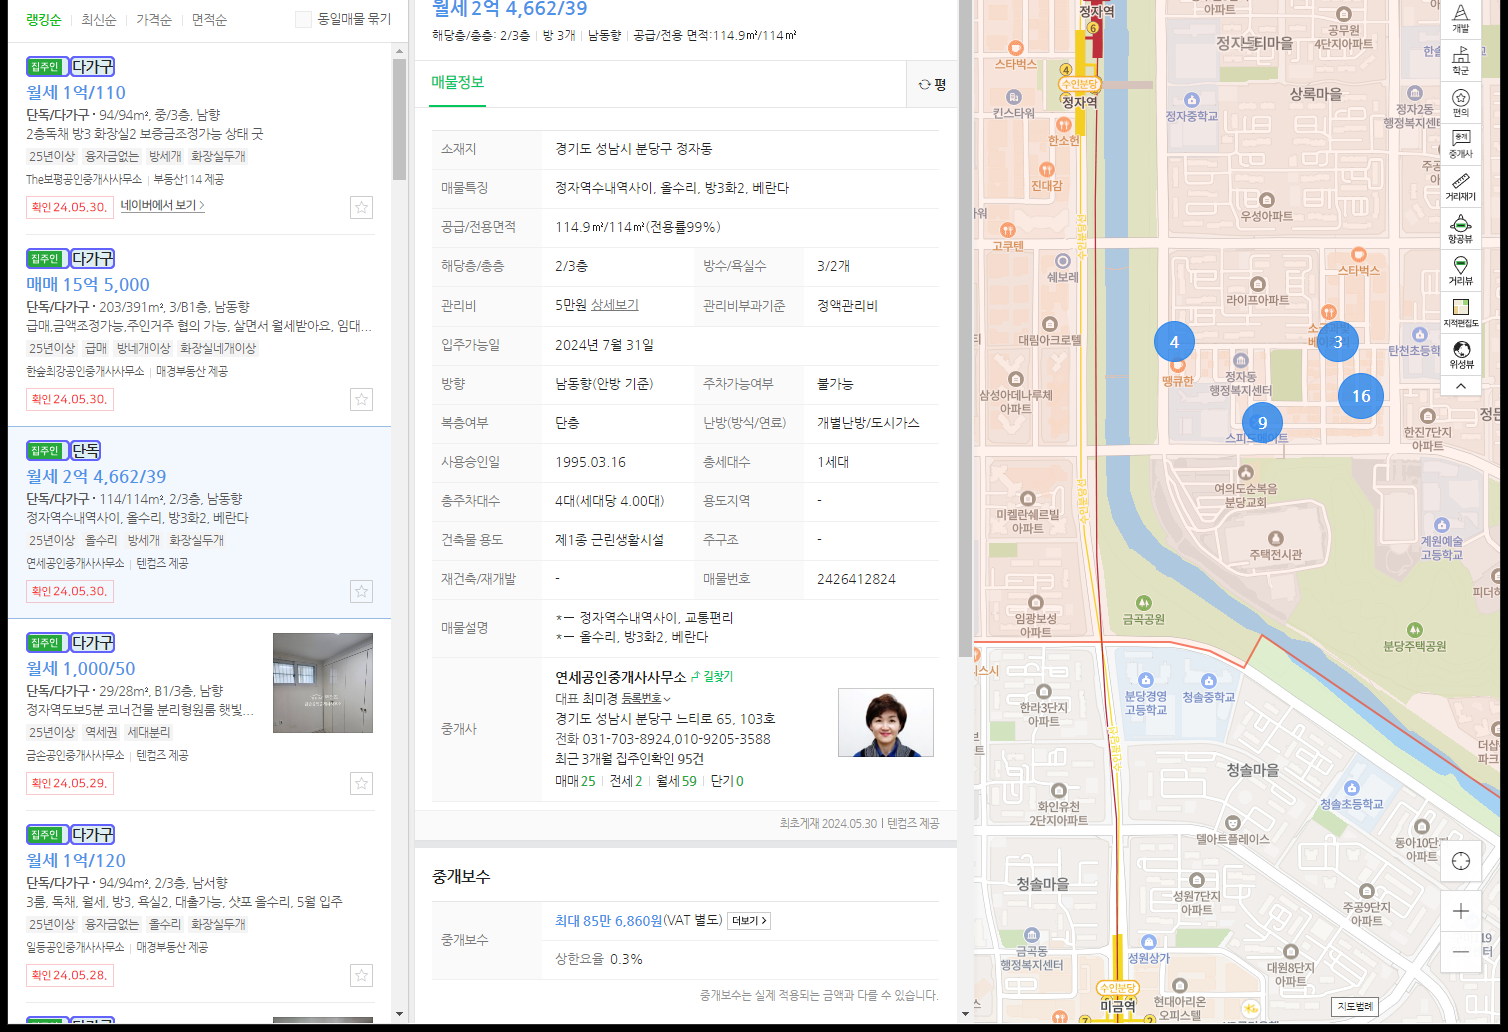 랭킹순
최신순
가격순
면적순
동일매물 묶기
집주인 다가구
월세 1억/110
단독/다가구 · 94/94m², 중/3층, 남향
2층독채 방3 화장실2 보증금조정가능 상태 굿
25년이상 융자금없는 방세개 화장실두개
The보평공인중개사사무소 | 부동산114 제공
확인 24.05.30. 네이버에서 보기
집주인 다가구
매매 15억 5,000
단독/다가구 · 203/391m², 3/B1층, 남동향
급매,금액조정가능,주인거주 협의 가능, 살면서 월세받아요, 임대...
25년이상 급매 방네개이상 화장실네개이상
한숲최강공인중개사사무소 | 매경부동산 제공
확인 24.05.30.
집주인 단독
월세 2억 4,662/39
단독/다가구 · 114/114m², 2/3층, 남동향
정자역수내역사이, 올수리, 방3화2, 베란다
25년이상 올수리 방세개 화장실두개
연세공인중개사사무소 | 텐컴즈 제공
확인 24.05.30.
집주인 다가구
월세 1,000/50
단독/다가구 · 29/28m², B1/3층, 남향
정자역도보5분 코너건물 분리형원룸 햇빛...
25년이상 역세권 세대분리
금손공인중개사사무소 | 텐컴즈 제공
확인 24.05.29.
집주인 다가구
월세 1억/120
단독/다가구 · 94/94m², 2/3층, 남서향
3룸, 독채, 월세, 방3, 욕실2, 대출가능, 샷포 올수리, 5월 입주
25년이상 융자금없는 올수리 화장실두개
일등공인중개사사무소 | 매경부동산 제공
확인 24.05.28.
월세 2억 4,662/39
해당층/총층: 2/3층 | 방 3개 | 남동향 | 공급/전용 면적:114.9㎡/114㎡
매물정보
평
소재지 경기도 성남시 분당구 정자동
매물특징 정자역수내역사이, 올수리, 방3화2, 베란다
공급/전용면적 114.9㎡/114㎡(전용률99%)
해당층/총층 2/3층 방수/욕실수 3/2개
관리비 5만원 상세보기 관리비부과기준 정액관리비
입주가능일 2024년 7월 31일
방향 남동향(안방 기준) 주차가능여부 불가능
복층여부 단층 난방(방식/연료) 개별난방/도시가스
사용승인일 1995.03.16 총세대수 1세대
총주차대수 4대(세대당 4.00대) 용도지역 -
건축물 용도 제1종 근린생활시설 주구조 -
재건축/재개발 - 매물번호 2426412824
매물설명
*ㅡ 정자역수내역사이, 교통편리
*ㅡ 올수리, 방3화2, 베란다
중개사
연세공인중개사사무소 길찾기
대표 최미경 등록번호
경기도 성남시 분당구 느티로 65, 103호
전화 031-703-8924,010-9205-3588
최근 3개월 집주인확인 95건
매매 25 | 전세 2 | 월세 59 | 단기 0
최초게재 2024.05.30 | 텐컴즈 제공
중개보수
중개보수 최대 85만 6,860원(VAT 별도) 더보기
상한요율 0.3%
중개보수는 실제 적용되는 금액과 다를 수 있습니다.
정자역
6
스타벅스
4
수인분당
정자역
킨스타워
한소헌
진대감
고쿠텐
쉐보레
수인분당선
대림아크로텔
삼성아데나루체
아파트
미켈란쉐르빌
아파트
수인분당선
임광보성
아파트
정자느티마을
공무원
4단지아파트
상록마을
정자중학교
정자2동
행정복지센터
우성아파트
스타벅스
라이프아파트
4
땡큐한
3
정자동
행정복지센터
탄천초등학교
16
9
한진7단지
아파트
여의도순복음
분당교회
주택전시관
계원예술
고등학교
금곡공원
분당주택공원
분당경영
고등학교
청솔중학교
한라3단지
아파트
청솔마을
화인유천
2단지아파트
청솔초등학교
델아트플레이스
동아10단지
아파트
청솔마을
성원7단지
아파트
주공9단지
아파트
금곡동
행정복지센터
성원상가
대원8단지
아파트
수인분당
미금역
7
2
현대아리온
오피스텔
개발
학군
편의
중개
중개사
거리재기
항공뷰
거리뷰
지적편집도
위성뷰
지도범례